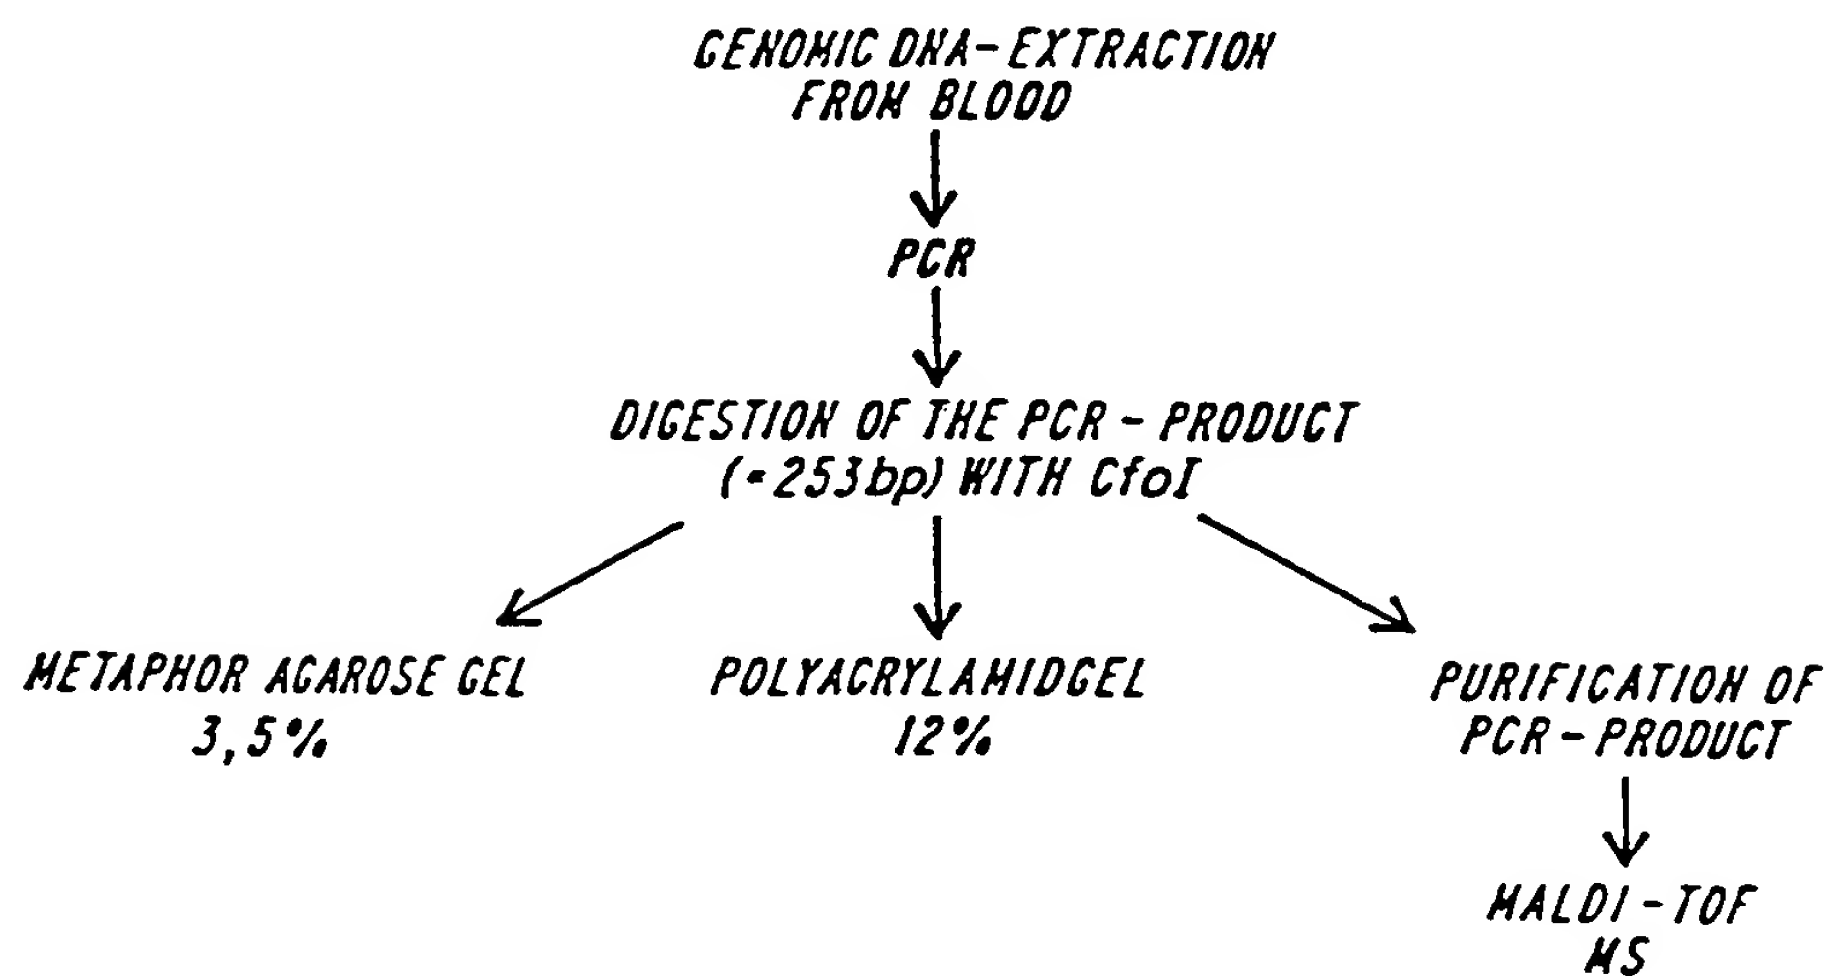 GENOMIC DNA-EXTRACTION
FROM BLOOD
PCR
DIGESTION OF THE PCR - PRODUCT
(=253bp) WITH CfoI
METAPHOR AGAROSE GEL
3,5%
POLYACRYLAMIDGEL
12%
PURIFICATION OF
PCR - PRODUCT
MALDI - TOF
MS